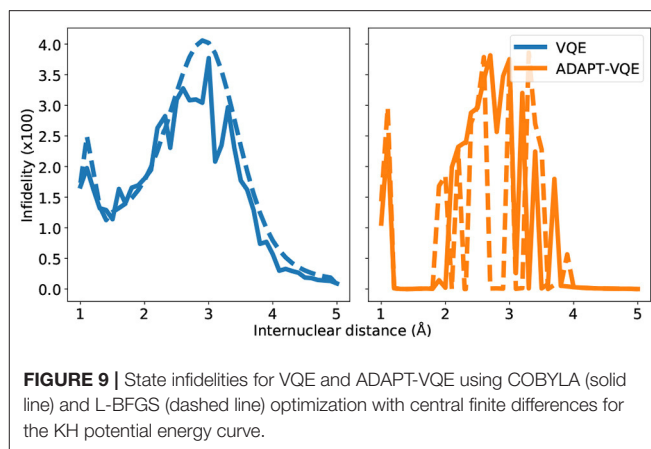 4.0
3.5
3.0
2.5
2.0
1.5
1.0
0.5
0.0
Infidelity (x100)
1 2 3 4 5
VQE
ADAPT-VQE
1 2 3 4 5
Internuclear distance (Å)
FIGURE 9 | State infidelities for VQE and ADAPT-VQE using COBYLA (solid
line) and L-BFGS (dashed line) optimization with central finite differences for
the KH potential energy curve.